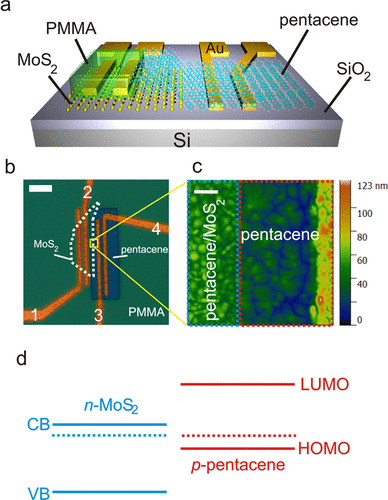 a
PMMA
pentacene
Au
MoS2
SiO2
Si
b
c
2
4
MoS2
pentacene
1
3
PMMA
pentacene/MoS2
pentacene
123 nm
100
80
60
40
20
0
d
LUMO
n-MoS2
CB
HOMO
p-pentacene
VB